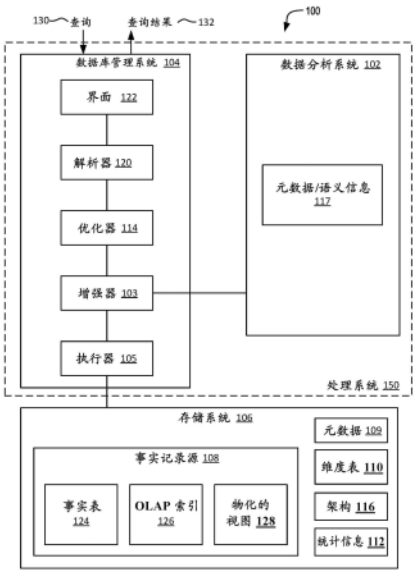 100
130 查询
查询结果 132
数据库管理系统 104
数据分析系统 102
界面 122
解析器 120
元数据/语义信息
117
优化器 114
增强器 103
执行器 105
处理系统 150
存储系统 106
元数据 109
事实记录源 108
维度表 110
事实表
124
OLAP 索引
126
物化的
视图 128
架构 116
统计信息 112